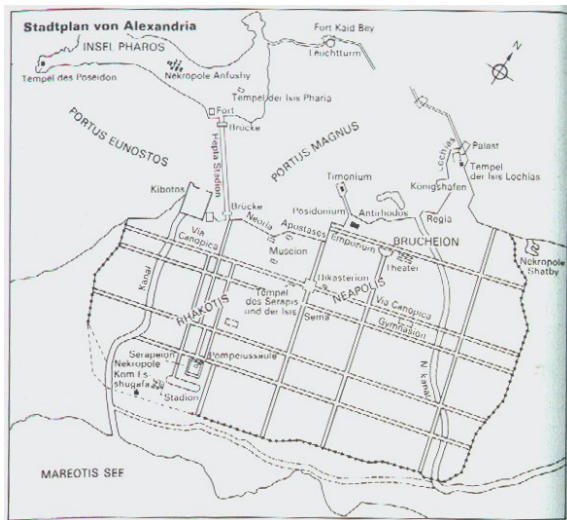 Stadtplan von Alexandria
Fort Kaid Bey
Leuchtturm
INSEL PHAROS
N
Tempel des Poseidon
Nekropole Anfushy
Tempel der Isis Pharia
Fort
Brücke
PORTUS EUNOSTOS
Hepta Stadion
PORTUS MAGNUS
Lochias
Palast
Tempel
der Isis Lochias
Timonium
Königshafen
Kibotos
Brücke
Posidonium
Antirhodos
Regia
Neoria
Apostases
Emporium
BRUCHEION
Via
Canopica
Museion
Theater
Nekropole
Shatby
Kanal
Dikasterion
Tempel
des Serapis
und der Isis
NEAPOLIS
Via Canopica
RHAKOTIS
Sema
Gymnasion
Serapeion
Pompeiussäule
Nekropole
Kom Es-
shugafa
Stadion
N. kanal
MAREOTIS SEE